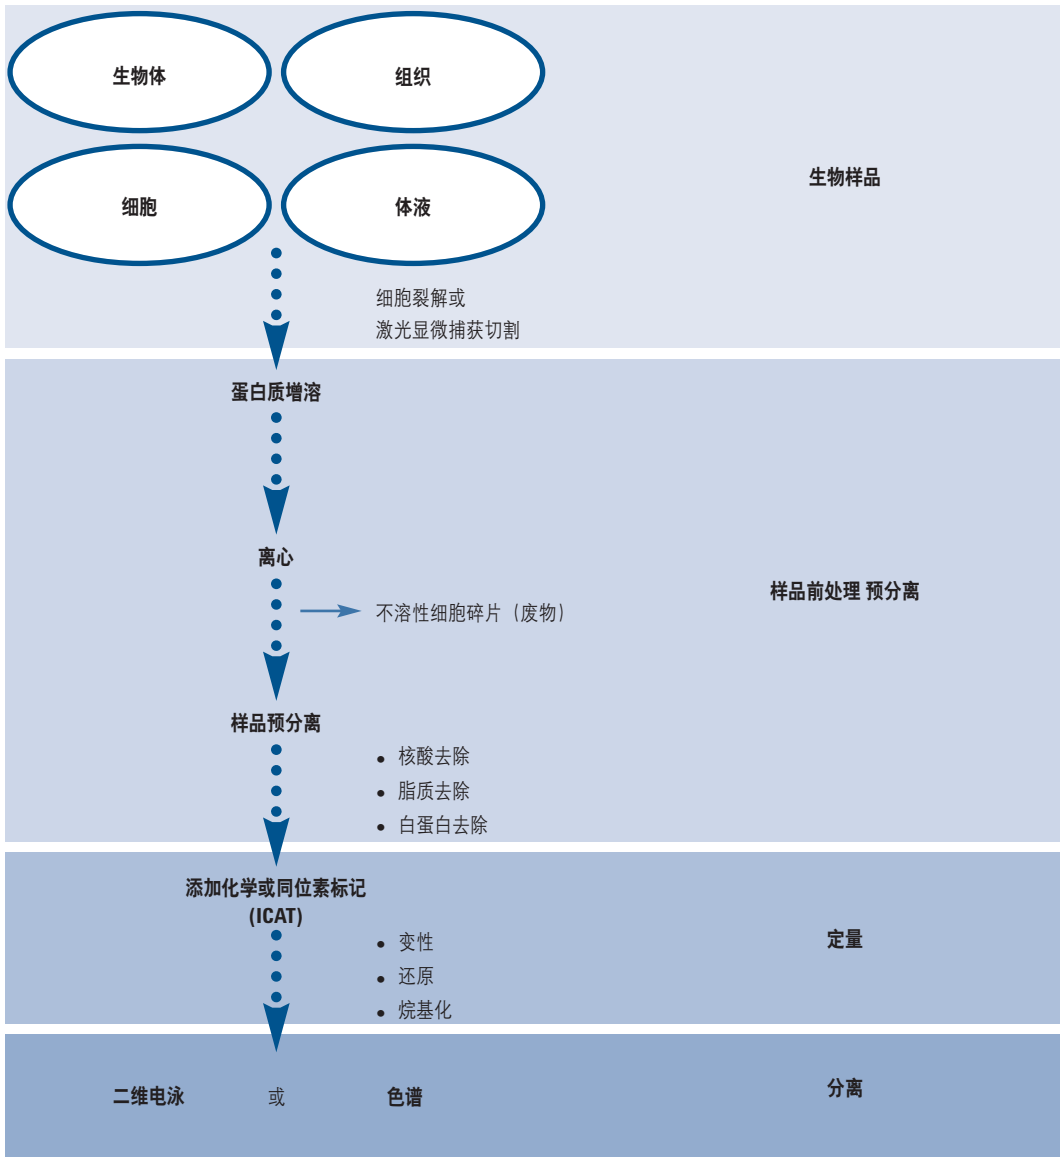 生物体
组织
细胞
体液
生物样品
细胞裂解或
激光显微捕获切割
蛋白质增溶
离心
不溶性细胞碎片（废物）
样品前处理 预分离
样品预分离
• 核酸去除
• 脂质去除
• 白蛋白去除
添加化学或同位素标记
(ICAT)
• 变性
• 还原
• 烷基化
定量
二维电泳 或 色谱
分离